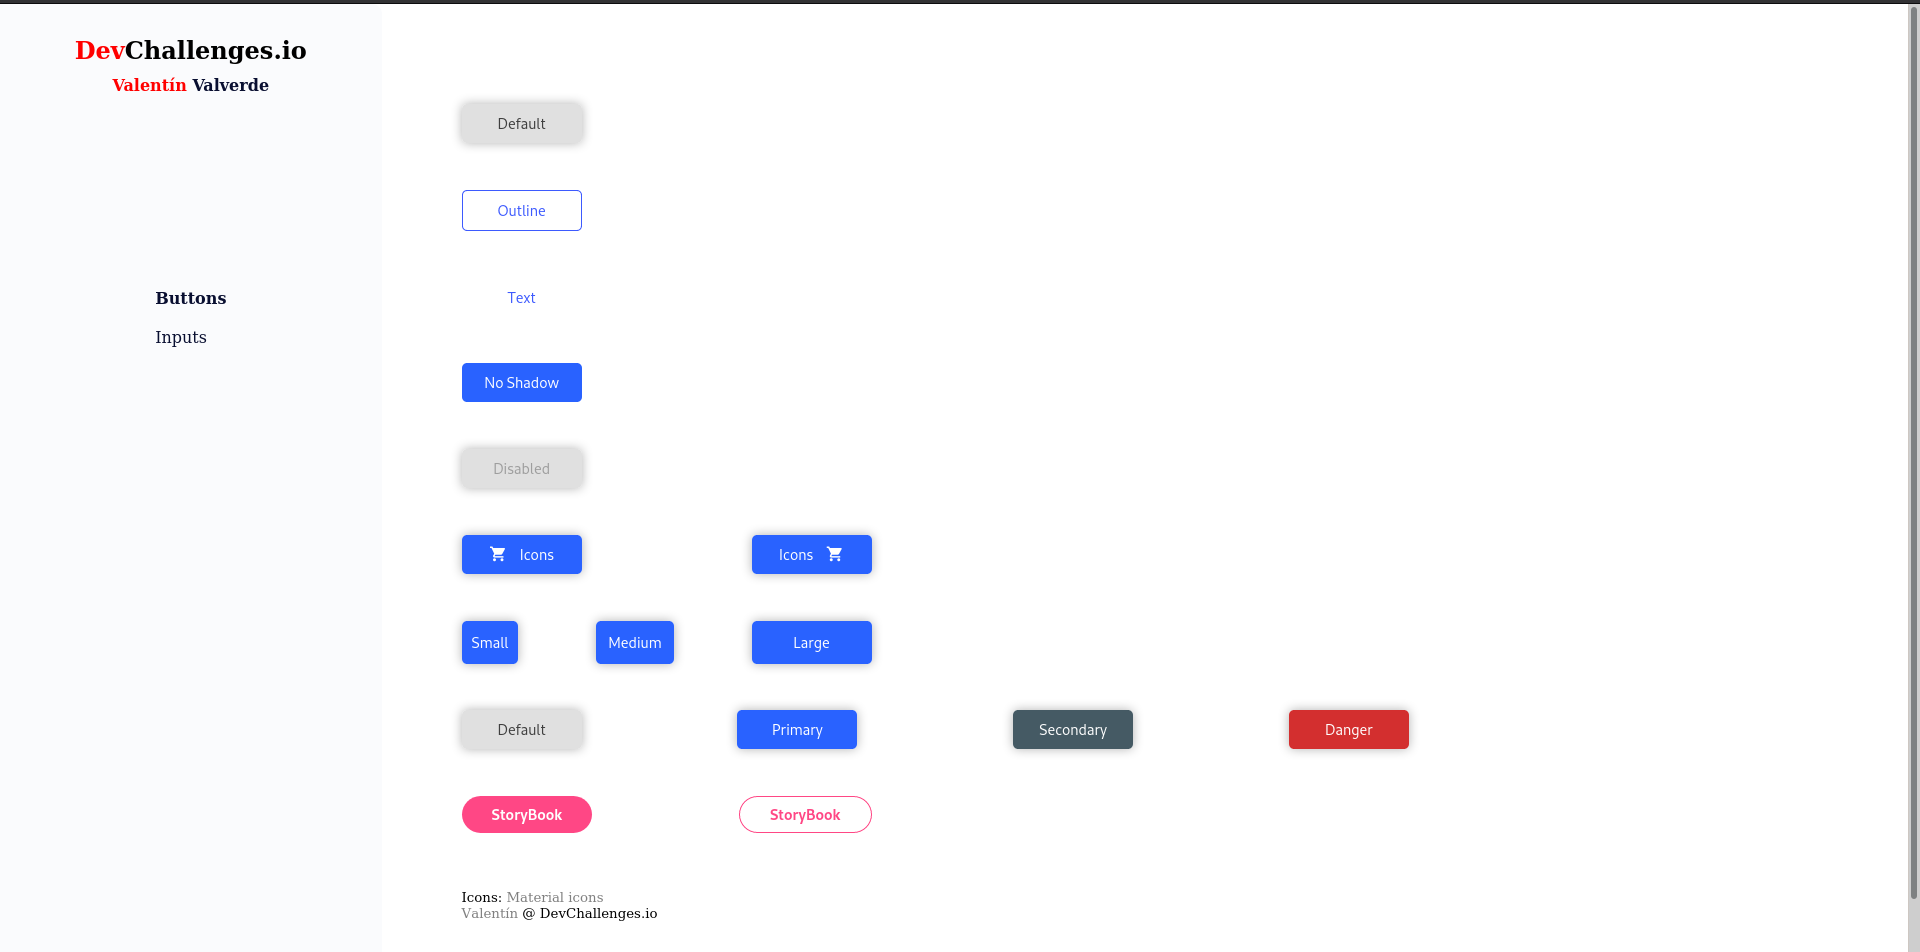 DevChallenges.io
Valentín Valverde
Buttons
Inputs
Default
Outline
Text
No Shadow
Disabled
Icons Icons
Small Medium Large
Default Primary Secondary Danger
StoryBook StoryBook
Icons: Material icons
Valentín @ DevChallenges.io